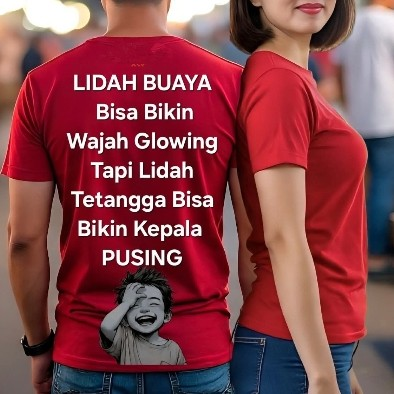 LIDAH BUAYA
Bisa Bikin
Wajah Glowing
Tapi Lidah
Tetangga Bisa
Bikin Kepala
PUSING